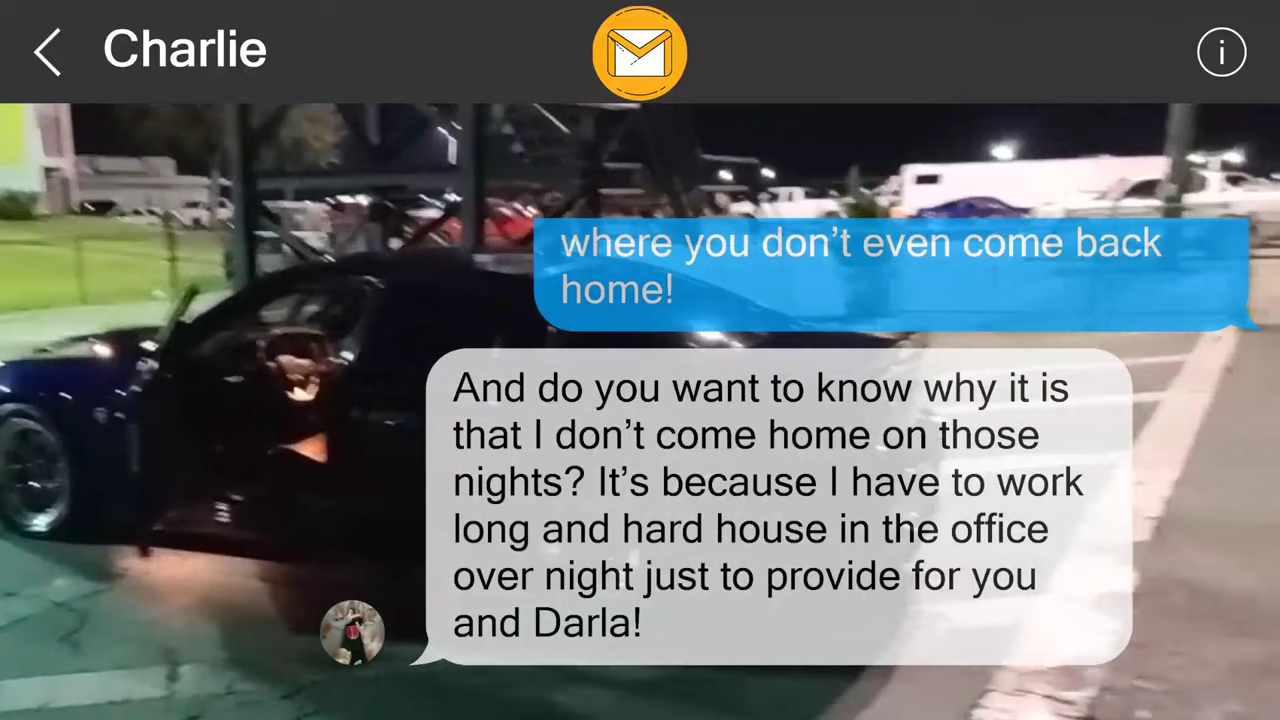 Charlie
i
where you don’t even come back
home!
And do you want to know why it is
that I don’t come home on those
nights? It’s because I have to work
long and hard house in the office
over night just to provide for you
and Darla!